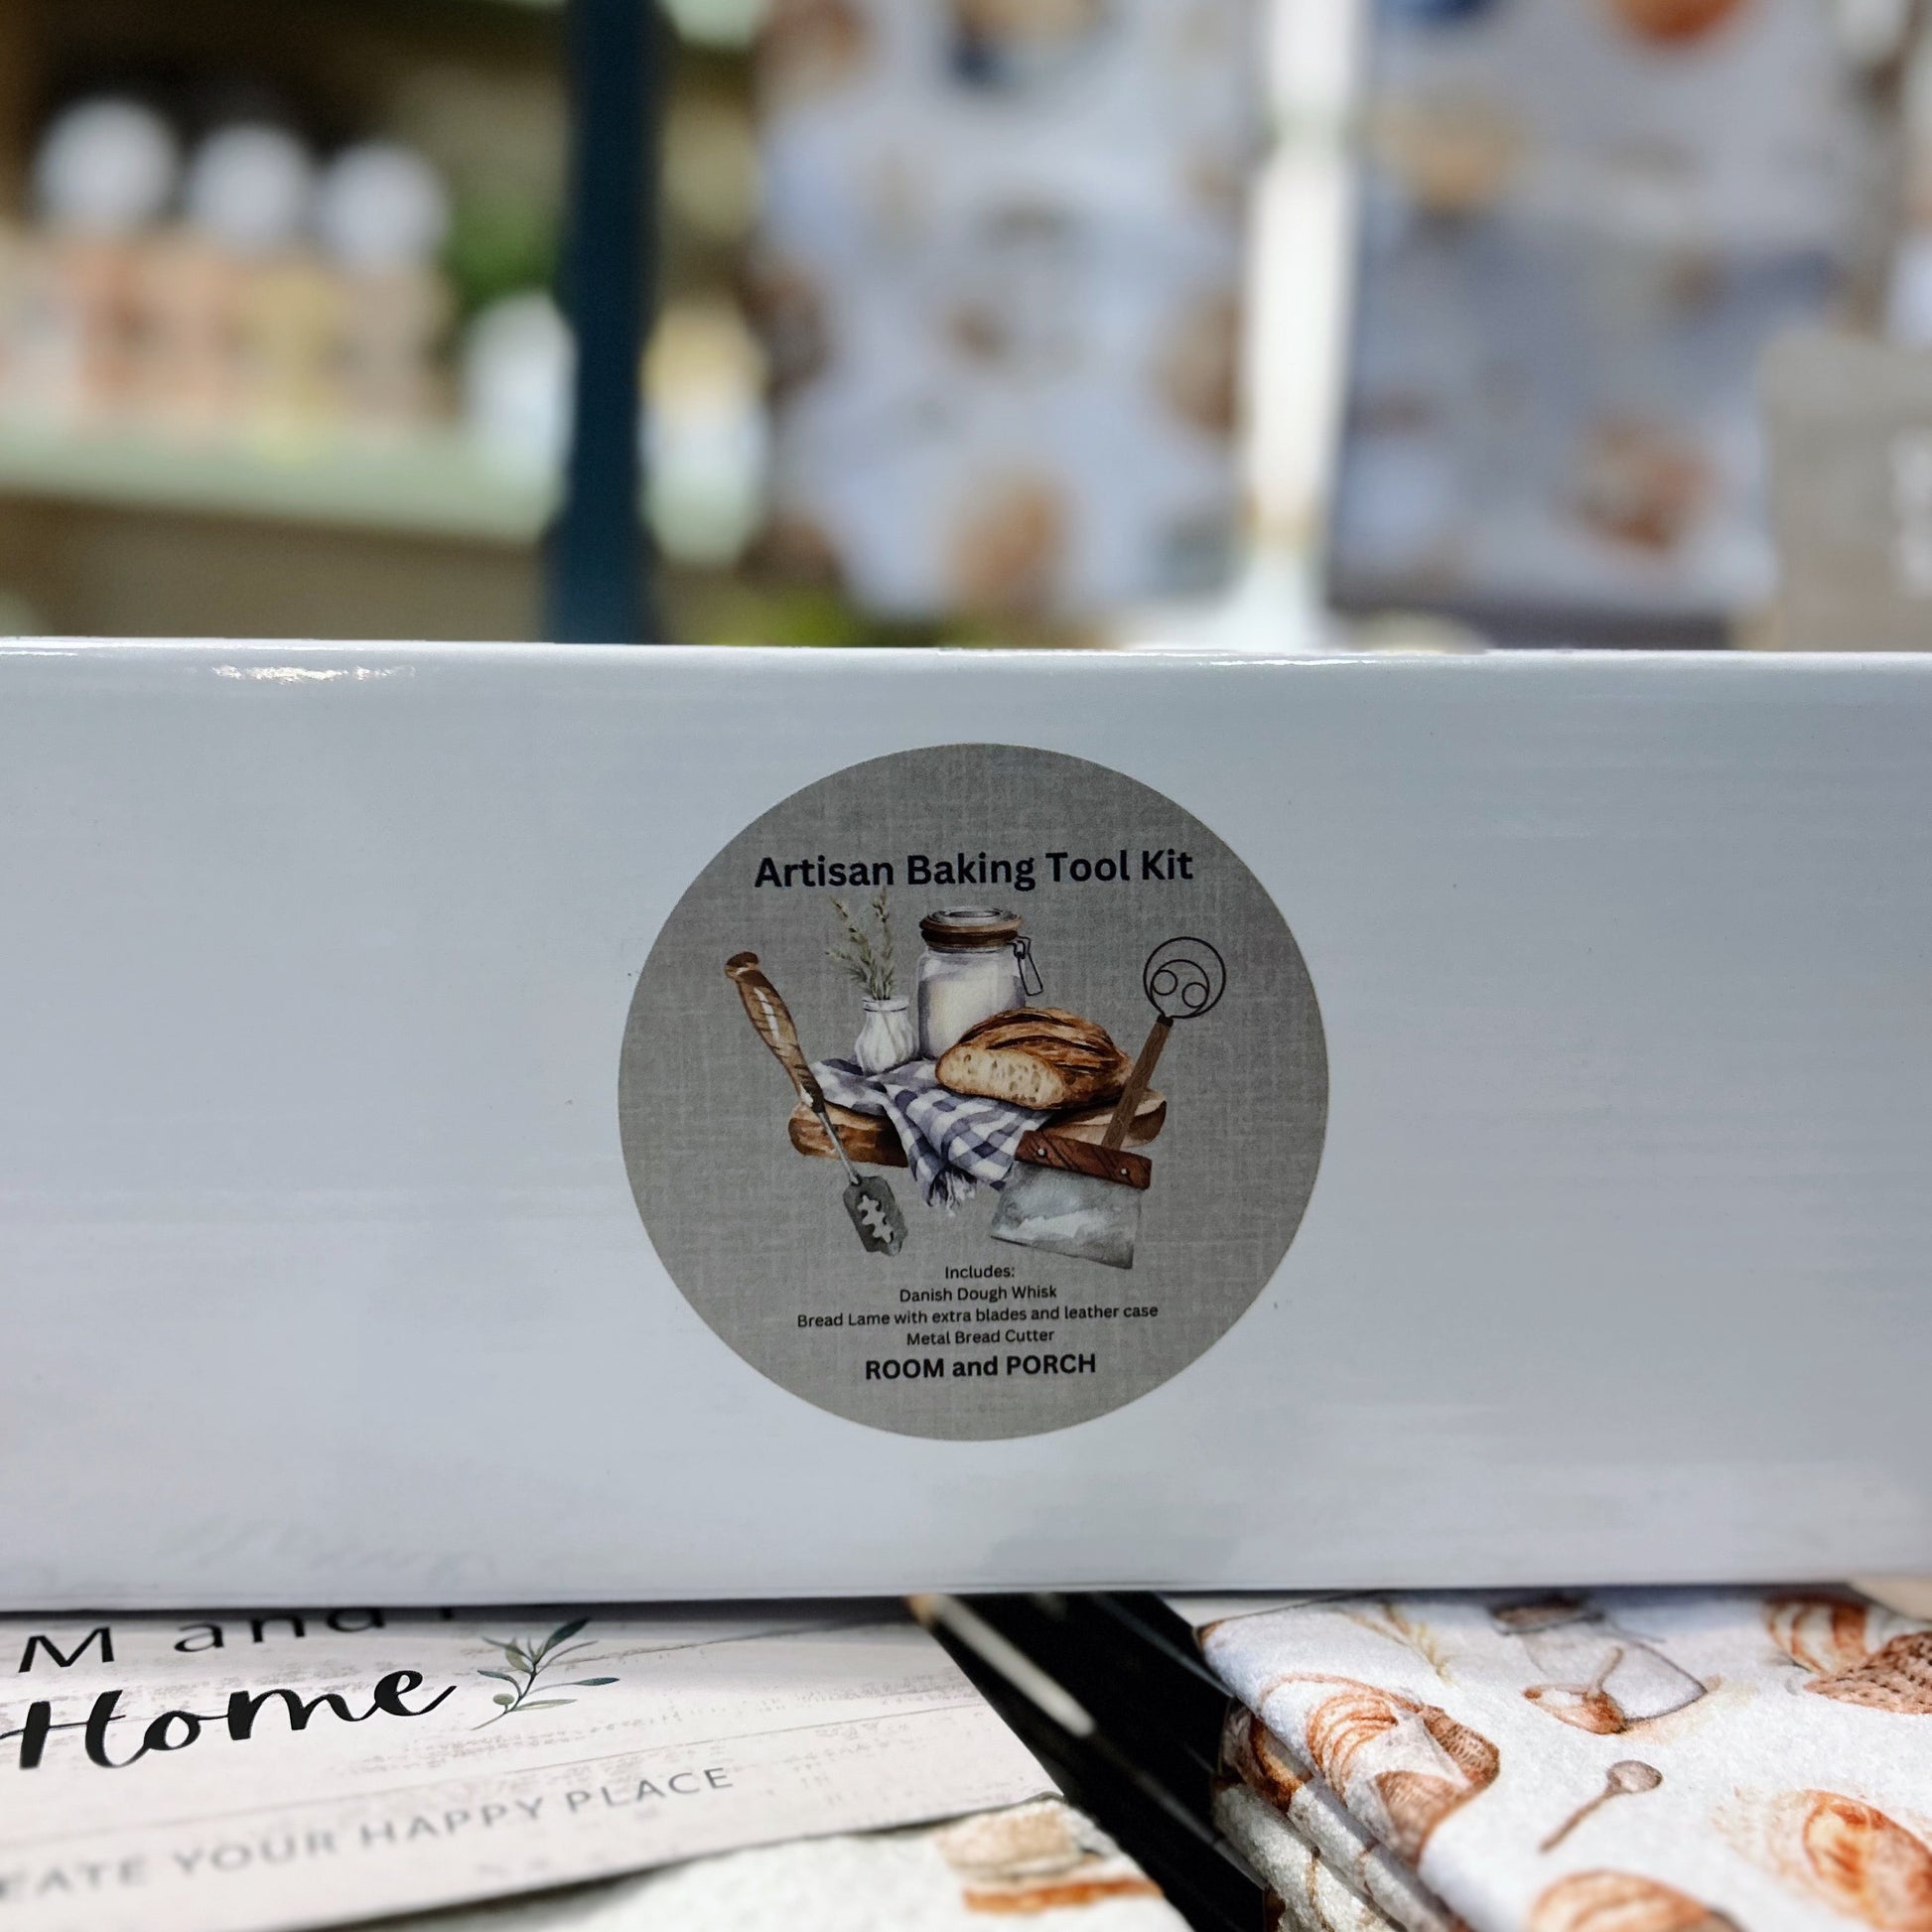 Artisan Baking Tool Kit
Includes:
Danish Dough Whisk
Bread Lame with extra blades and leather case
Metal Bread Cutter
ROOM and PORCH
M and
Home
YOUR HAPPY PLACE